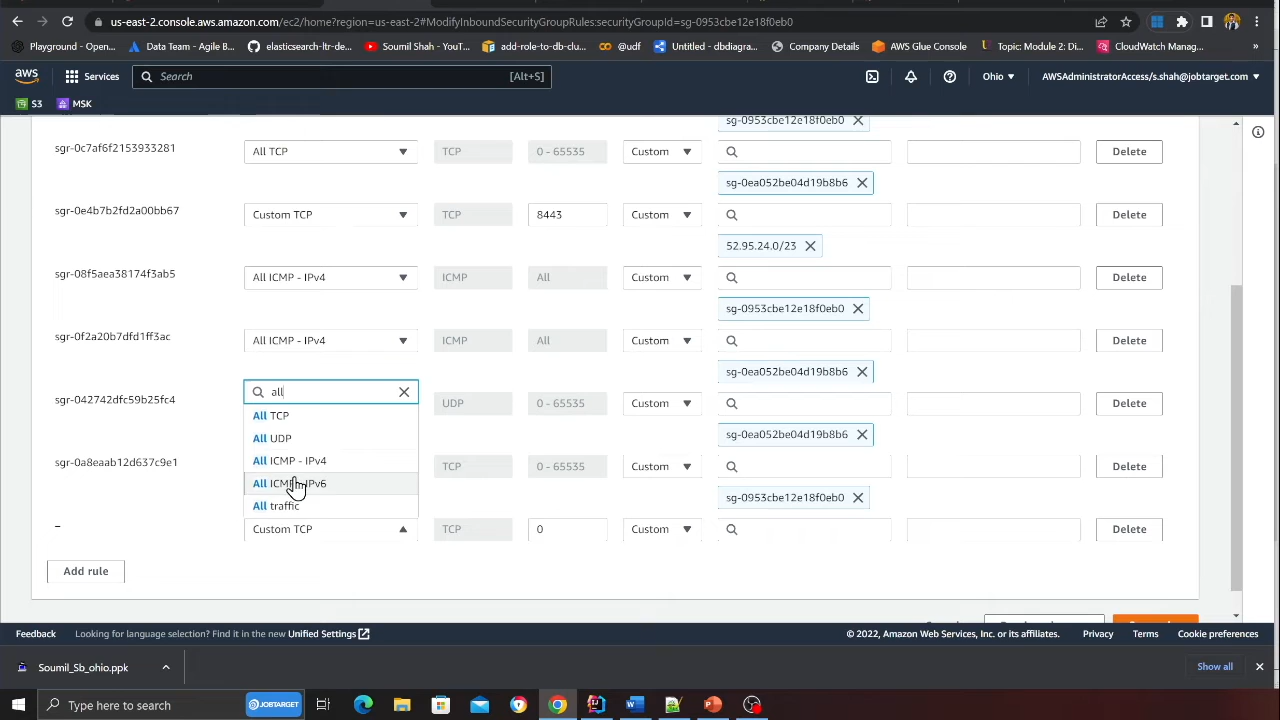 us-east-2.console.aws.amazon.com/ec2/home?region=us-east-2#ModifyInboundSecurityGroupRules:securityGroupId=sg-0953cbe12e18f0eb0
Playground - Open...
Data Team - Agile B...
elasticsearch-ltr-de...
Soumil Shah - YouT...
add-role-to-db-clu...
@udf
Untitled - dbdiagra...
Company Details
AWS Glue Console
Topic: Module 2: Di...
CloudWatch Manag...
»
aws
Services
Search
[Alt+S]
Ohio
AWSAdministratorAccess/s.shah@jobtarget.com
S3
MSK
sg-0953cbe12e18f0eb0
sgr-0c7af6f2153933281
All TCP
TCP
0 - 65535
Custom
Delete
sg-0ea052be04d19b8b6
sgr-0e4b7b2fd2a00bb67
Custom TCP
TCP
8443
Custom
Delete
52.95.24.0/23
sgr-08f5aea38174f3ab5
All ICMP - IPv4
ICMP
All
Custom
Delete
sg-0953cbe12e18f0eb0
sgr-0f2a20b7dfd1ff3ac
All ICMP - IPv4
ICMP
All
Custom
Delete
sg-0ea052be04d19b8b6
sgr-042742dfc59b25fc4
all
UDP
0 - 65535
Custom
Delete
All TCP
All UDP
sg-0ea052be04d19b8b6
All ICMP - IPv4
sgr-0a8eaab12d637c9e1
TCP
0 - 65535
Custom
Delete
All ICMP - IPv6
sg-0953cbe12e18f0eb0
All traffic
–
Custom TCP
TCP
0
Custom
Delete
Add rule
Feedback
Looking for language selection? Find it in the new Unified Settings
© 2022, Amazon Web Services, Inc. or its affiliates.
Privacy
Terms
Cookie preferences
Soumil_Sb_ohio.ppk
Show all
Type here to search
JOBTARGET